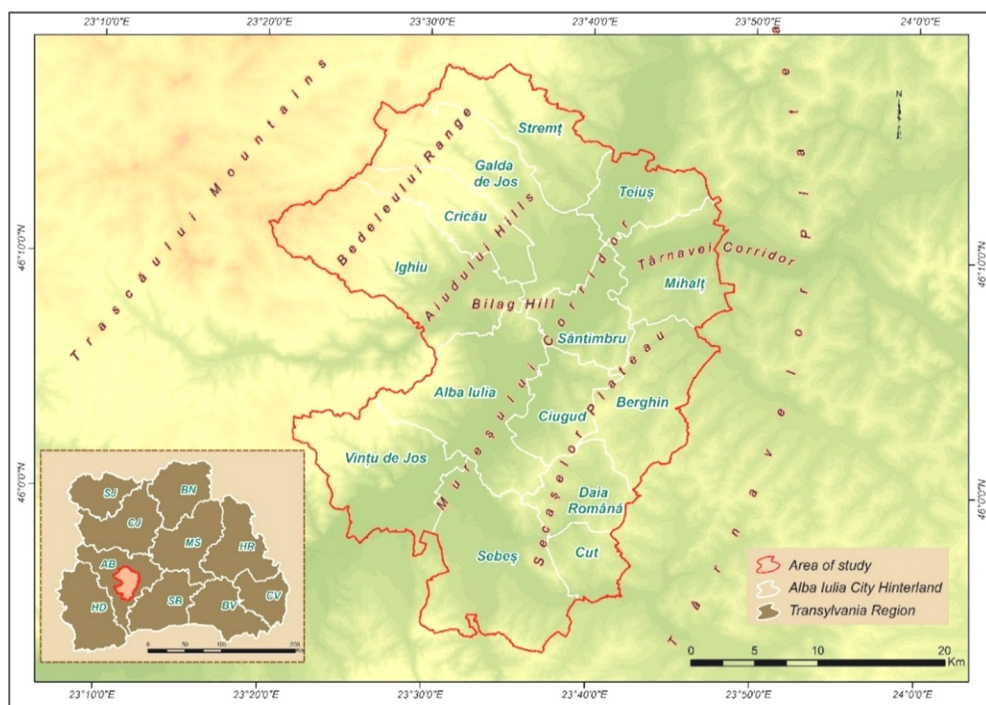 23°10'0"E
23°20'0"E
23°30'0"E
23°40'0"E
23°50'0"E
24°0'0"E
46°10'0"N
46°0'0"N
46°10'0"N
46°0'0"N
N
Trascăului Mountains
Bedeleului Range
Aiudului Hills
Bilag Hill
Mureșului Corridor
Târnavei Corridor
Secașelor Plateau
Târnavelor Plateau
Stremț
Galda
de Jos
Teiuș
Cricău
Ighiu
Mihalț
Sântimbru
Alba Iulia
Ciugud
Berghin
Vințu de Jos
Daia
Română
Sebeș
Cut
SJ
BN
CJ
MS
HR
AB
HD
SB
BV
CV
0 50 100 200
Km
Area of study
Alba Iulia City Hinterland
Transylvania Region
0 5 10 20
Km
23°10'0"E
23°20'0"E
23°30'0"E
23°40'0"E
23°50'0"E
24°0'0"E